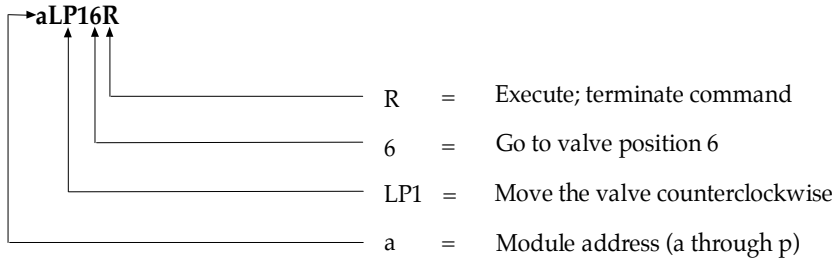 aLP16R
R = Execute; terminate command
6 = Go to valve position 6
LP1 = Move the valve counterclockwise
a = Module address (a through p)